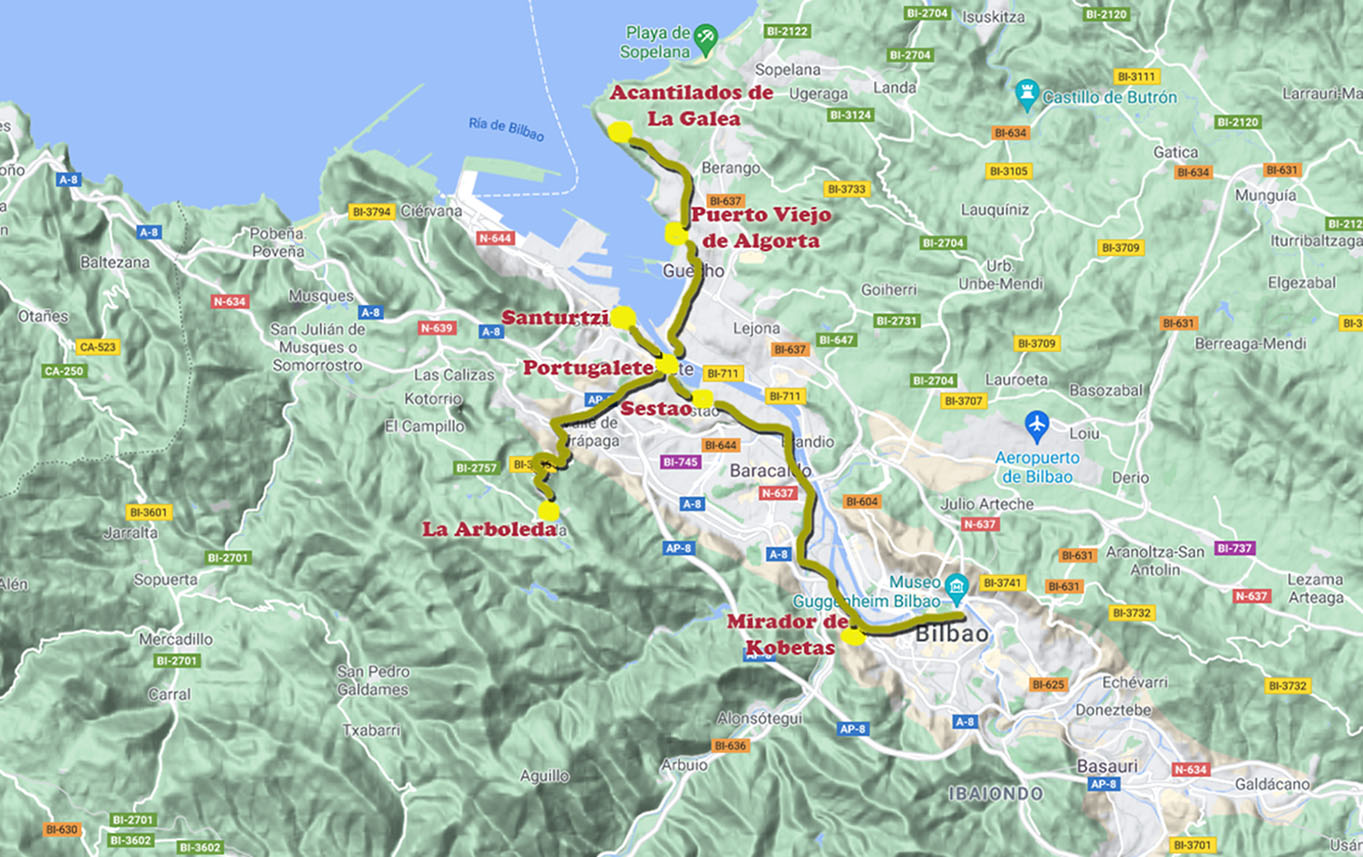 BI-2704
Isuskitza
BI-2120
BI-2122
Playa de
Sopelana
BI-2704
Sopelana
BI-3111
Ugeraga
Landa
Castillo de Butrón
Larrauri-Ma
Acantilados de
La Galea
BI-3124
BI-2120
Ría de Bilbao
BI-634
Gatica
Berango
BI-3105
BI-634
BI-631
A-8
BI-3733
Munguía
BI-637
BI-3794
Ciérvana
Lauquíniz
Puerto Viejo
de Algorta
BI-212
A-8
Pobeña
Poveña
N-644
BI-2704
BI-3709
Iturribaltzaga
Baltezana
Urb.
Unbe-Mendi
Goiherri
Elgezabal
N-634
Musques
A-8
Santurtzi
BI-2731
BI-631
BI-3
Otañes
San Julián de
Musques o
Somorrostro
N-639
A-8
Lejona
BI-647
BI-3709
Berreaga-Mendi
CA-523
BI-637
CA-250
Las Calizas
Portugalete
BI-711
BI-2704
Lauroeta
Basozabal
Kotorrio
BI-711
BI-3707
Sestao
El Campillo
Loiu
BI-644
Aeropuerto
de Bilbao
BI-2757
BI-745
Baracaldo
Derio
N-637
A-8
BI-604
Julio Arteche
BI-3601
N-637
Jarralta
La Arboleda
AP-8
A-8
BI-631
Aranoltza-San
Antolin
BI-737
BI-2701
Sopuerta
Museo
Guggenheim Bilbao
BI-3741
BI-631
Lezama
Arteaga
N-637
BI-3732
Mirador de
Kobetas
Bilbao
Mercadillo
BI-2701
San Pedro
Galdames
BI-625
Echévarri
BI-3732
Carral
Doneztebe
Txabarri
Alonsótegui
AP-8
A-8
BI-636
Arbuio
Basauri
N-634
Aguillo
AP-8
Galdácano
IBAIONDO
BI-2701
BI-630
BI-3602
BI-3602
BI-3701